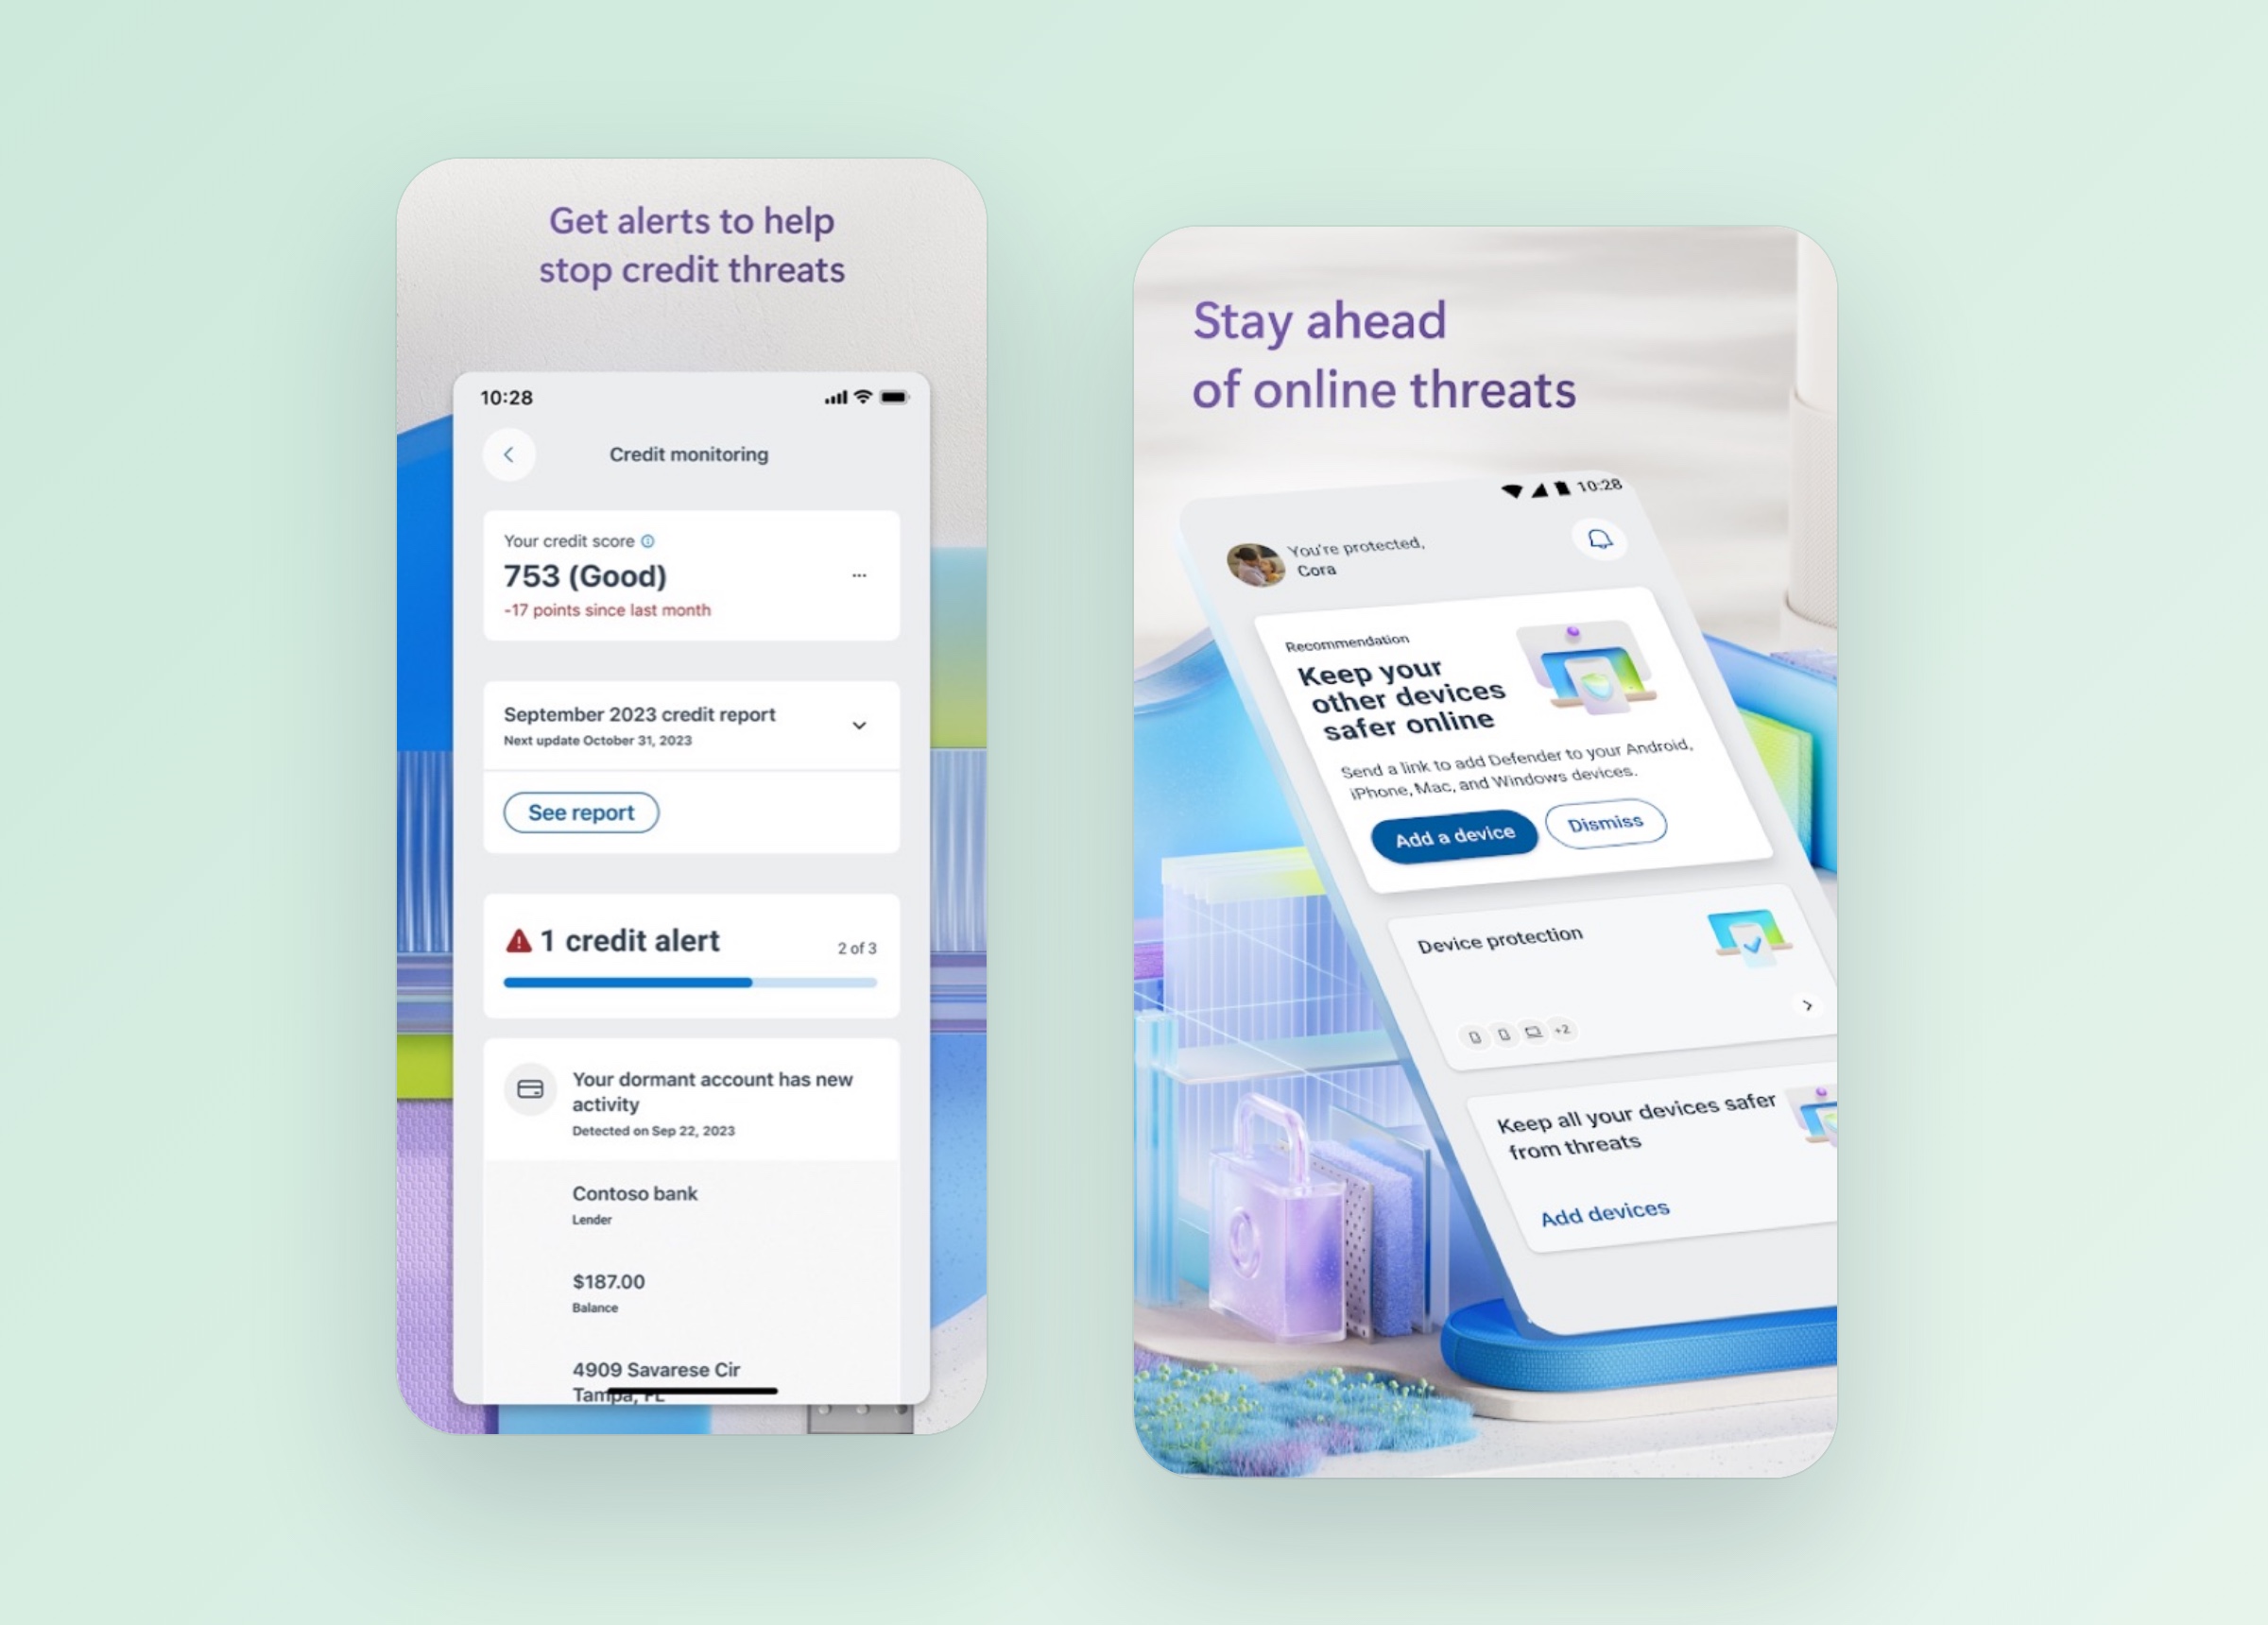 Get alerts to help
stop credit threats
10:28
Credit monitoring
Your credit score
753 (Good)
-17 points since last month
September 2023 credit report
Next update October 31, 2023
See report
1 credit alert
2 of 3
Your dormant account has new
activity
Detected on Sep 22, 2023
Contoso bank
Lender
$187.00
Balance
4909 Savarese Cir
Tampa, FL
Stay ahead
of online threats
10:28
You're protected,
Cora
Recommendation
Keep your
other devices
safer online
Send a link to add Defender to your Android,
iPhone, Mac, and Windows devices.
Add a device
Dismiss
Device protection
+2
Keep all your devices safer
from threats
Add devices